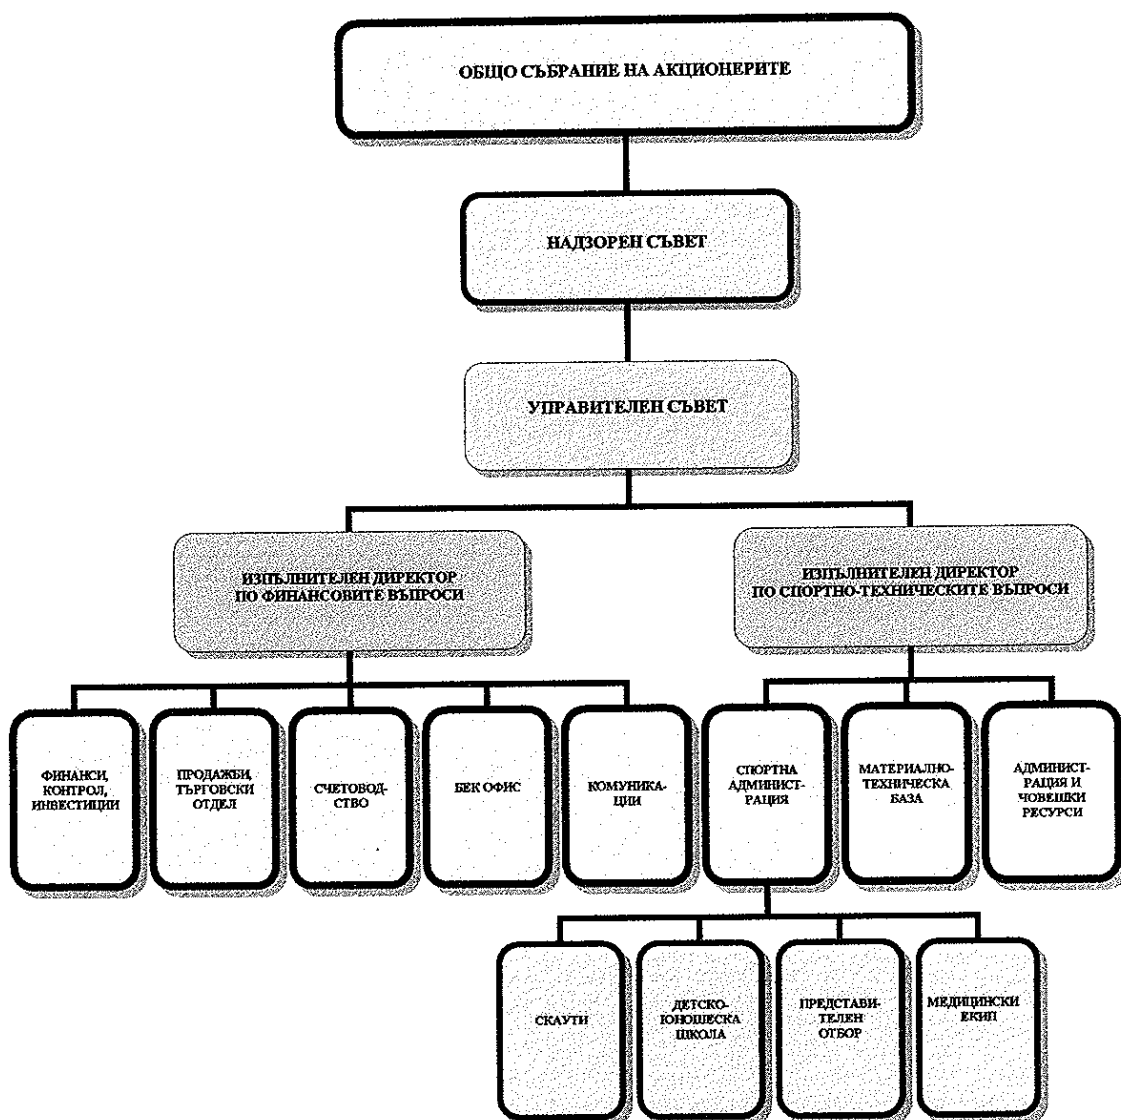 ОБЩО СЪБРАНИЕ НА АКЦИОНЕРИТЕ
НАДЗОРЕН СЪВЕТ
УПРАВИТЕЛЕН СЪВЕТ
ИЗПЪЛНИТЕЛЕН ДИРЕКТОР
ПО ФИНАНСОВИТЕ ВЪПРОСИ
ИЗПЪЛНИТЕЛЕН ДИРЕКТОР
ПО СПОРТНО-ТЕХНИЧЕСКИТЕ ВЪПРОСИ
ФИНАНСИ,
КОНТРОЛ,
ИНВЕСТИЦИИ
ПРОДАЖБИ,
ТЪРГОВСКИ
ОТДЕЛ
СЧЕТОВОД-
СТВО
БЕК ОФИС
КОМУНИКА-
ЦИИ
СПОРТНА
АДМИНИСТ-
РАЦИЯ
МАТЕРИАЛНО-
ТЕХНИЧЕСКА
БАЗА
АДМИНИСТ-
РАЦИЯ И
ЧОВЕШКИ
РЕСУРСИ
СКАУТИ
ДЕТСКО-
ЮНОШЕСКА
ШКОЛА
ПРЕДСТАВИ-
ТЕЛЕН
ОТБОР
МЕДИЦИНСКИ
ЕКИП